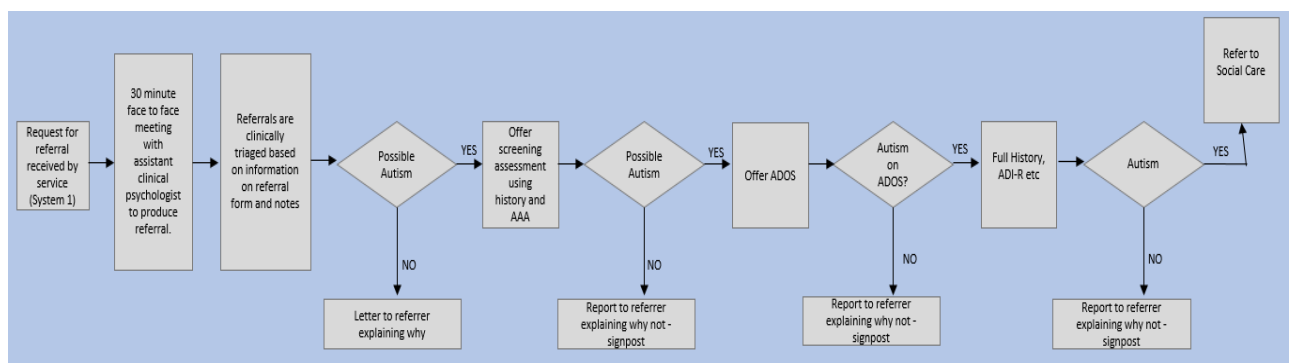 Request for
referral
received by
service
(System 1)
30 minute
face to face
meeting
with
assistant
clinical
psychologist
to produce
referral.
Referrals are
clinically
triaged based
on information
on referral
form and notes
Possible
Autism
YES
NO
Letter to referrer
explaining why
Offer
screening
assessment
using
history and
AAA
Possible
Autism
YES
NO
Report to referrer
explaining why not -
signpost
Offer ADOS
Autism
on
ADOS?
YES
NO
Report to referrer
explaining why not -
signpost
Full History,
ADI-R etc
Autism
YES
NO
Report to referrer
explaining why not -
signpost
Refer to
Social Care